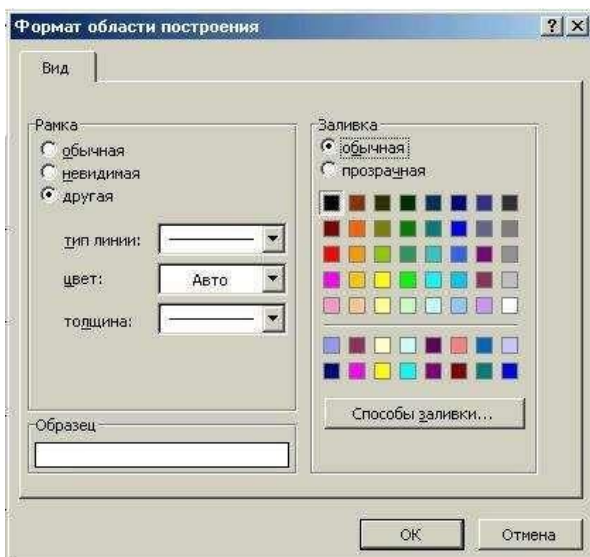 Формат области построения
Вид
Рамка
обычная
невидимая
другая
тип линии:
цвет:
Авто
толщина:
Образец
Заливка
обычная
прозрачная
Способы заливки...
ОК
Отмена